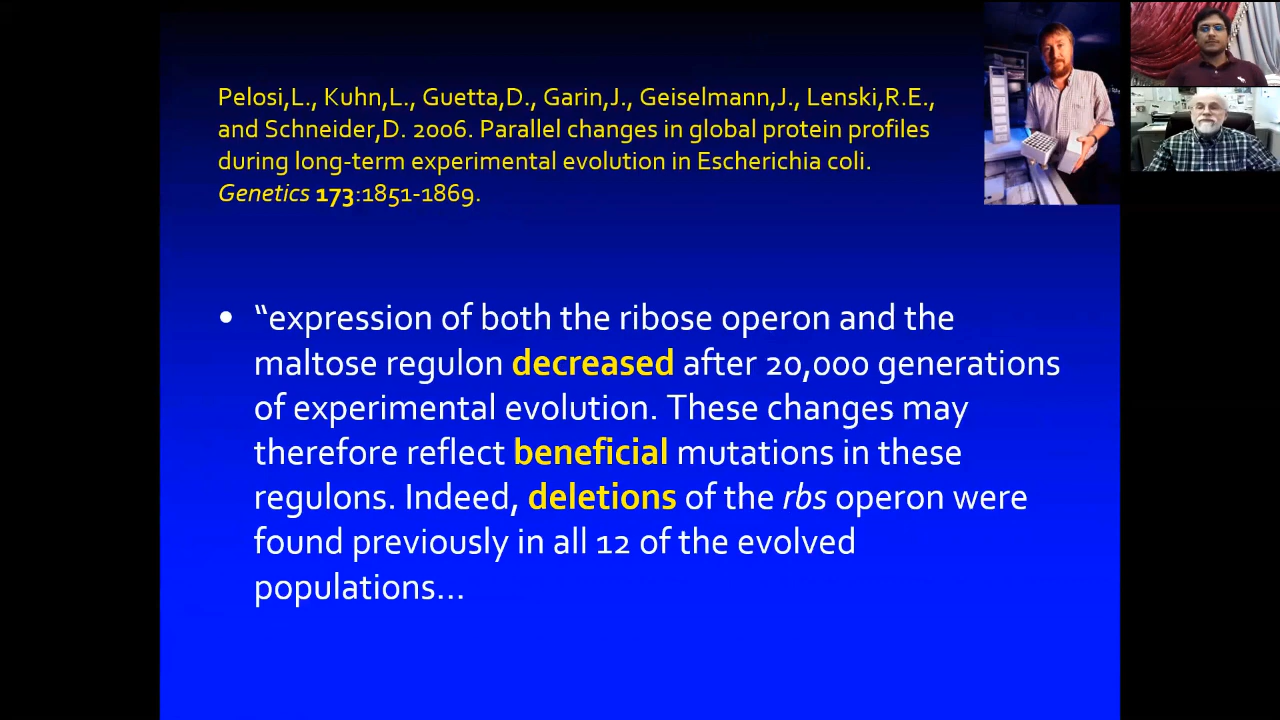 Pelosi,L., Kuhn,L., Guetta,D., Garin,J., Geiselmann,J., Lenski,R.E.,
and Schneider,D. 2006. Parallel changes in global protein profiles
during long-term experimental evolution in Escherichia coli.
Genetics 173:1851-1869.
• “expression of both the ribose operon and the
maltose regulon decreased after 20,000 generations
of experimental evolution. These changes may
therefore reflect beneficial mutations in these
regulons. Indeed, deletions of the rbs operon were
found previously in all 12 of the evolved
populations...